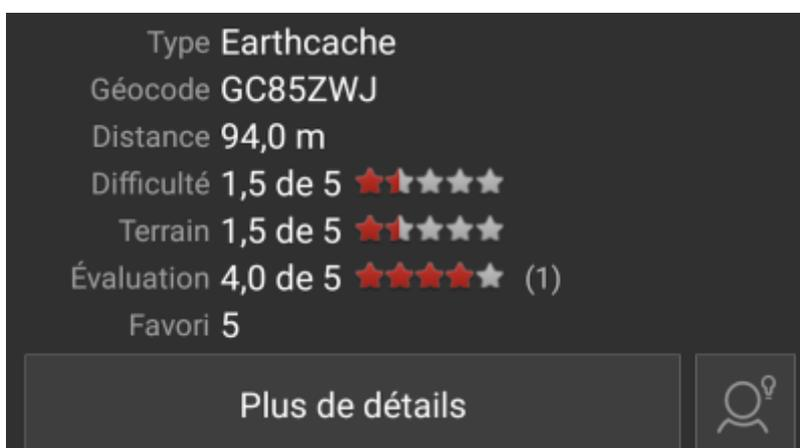 Type Earthcache
Géocode GC85ZWJ
Distance 94,0 m
Difficulté 1,5 de 5
Terrain 1,5 de 5
Évaluation 4,0 de 5 (1)
Favori 5
Plus de détails